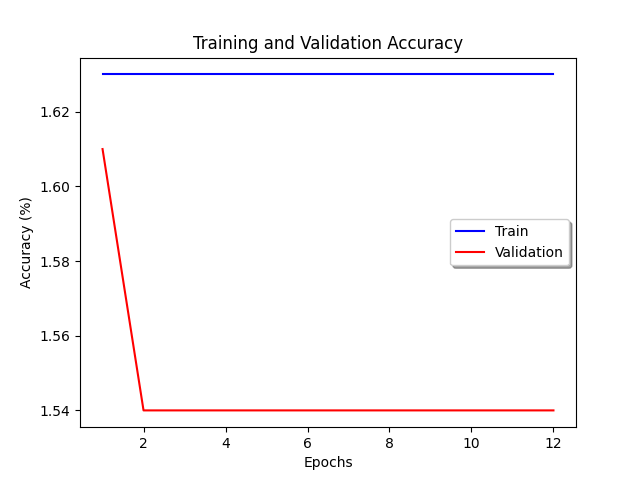 Training and Validation Accuracy
Accuracy (%)
1.62
1.60
1.58
1.56
1.54
Train
Validation
2 4 6 8 10 12
Epochs